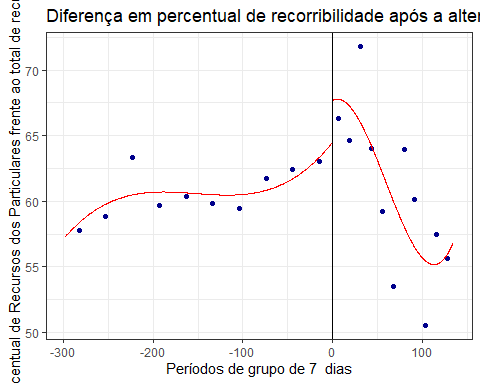 Diferença em percentual de recorribilidade após a alter
centual de Recursos dos Particulares frente ao total de recu
70
65
60
55
50
-300 -200 -100 0 100
Períodos de grupo de 7 dias